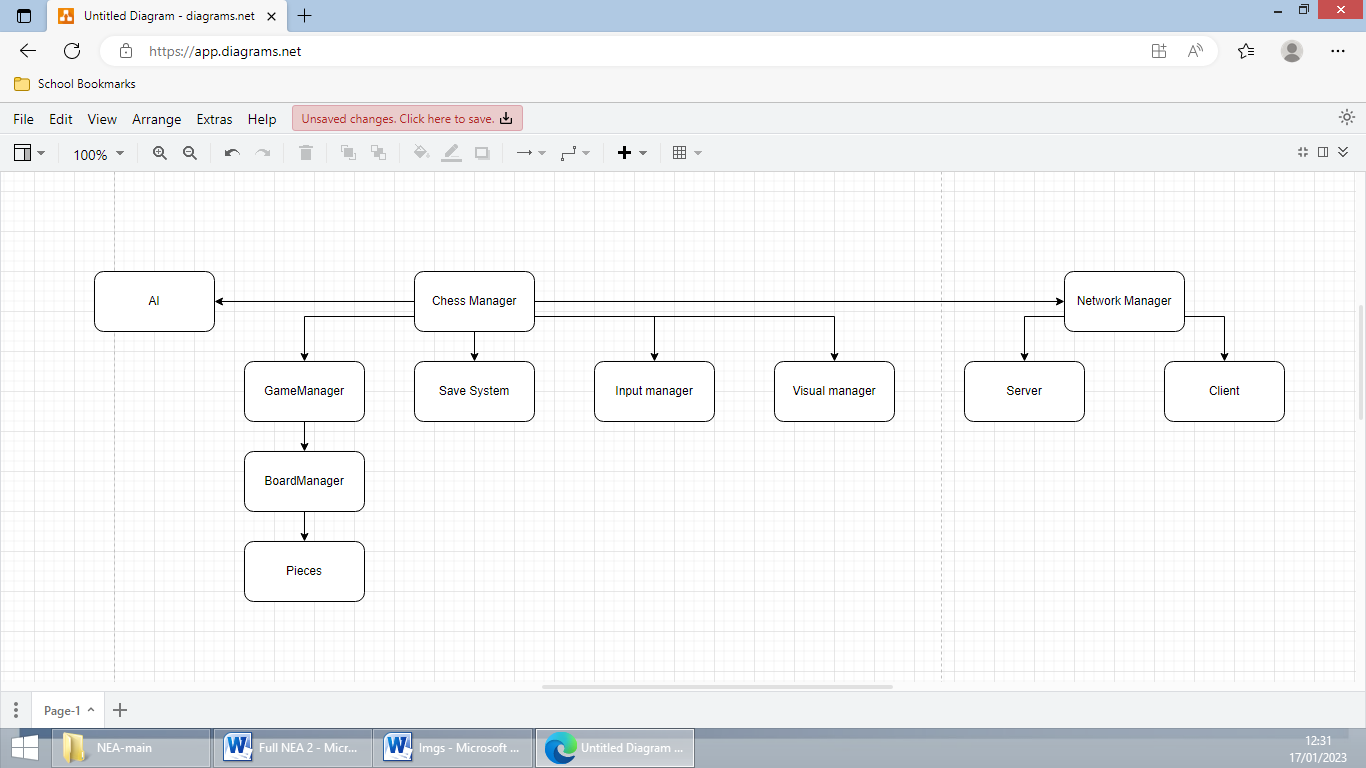 Untitled Diagram - diagrams.net
https://app.diagrams.net
School Bookmarks
File Edit View Arrange Extras Help Unsaved changes. Click here to save.
100%
AI Chess Manager Network Manager
GameManager Save System Input manager Visual manager Server Client
BoardManager
Pieces
Page-1
NEA-main Full NEA 2 - Micr... Imgs - Microsoft ... Untitled Diagram ... 12:31
17/01/2023